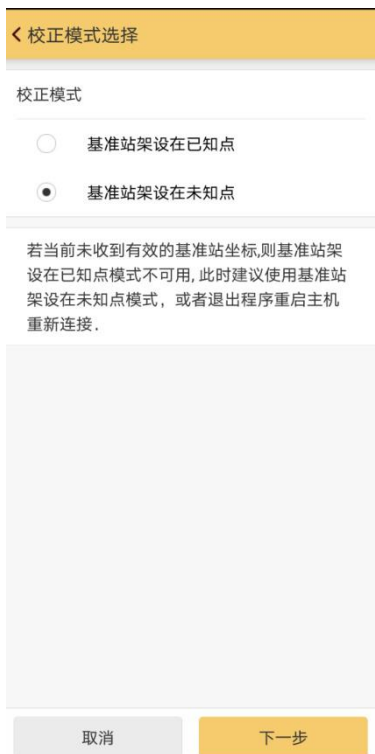 校正模式选择
校正模式
基准站架设在已知点
基准站架设在未知点
若当前未收到有效的基准站坐标,则基准站架
设在已知点模式不可用,此时建议使用基准站
架设在未知点模式，或者退出程序重启主机
重新连接.
取消
下一步